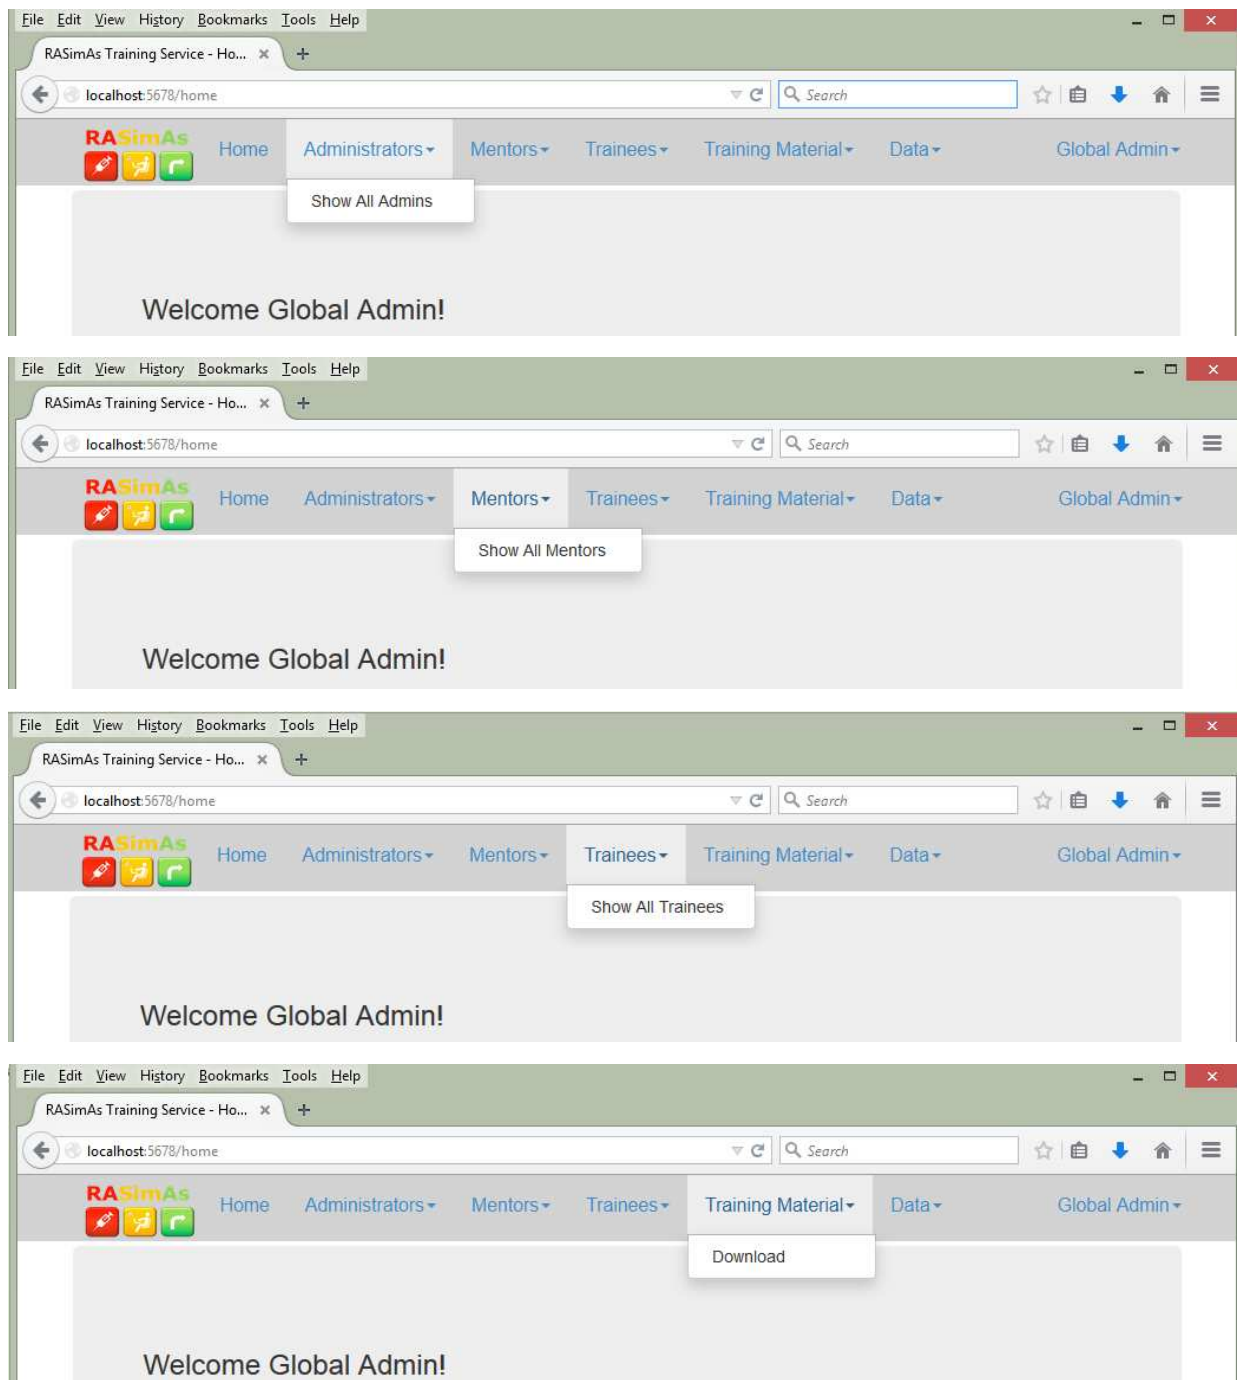 File Edit View History Bookmarks Tools Help
RASimAs Training Service - Ho...
localhost:5678/home Search
RASimAs Home Administrators Mentors Trainees Training Material Data Global Admin
Show All Admins
Welcome Global Admin!
File Edit View History Bookmarks Tools Help
RASimAs Training Service - Ho...
localhost:5678/home Search
RASimAs Home Administrators Mentors Trainees Training Material Data Global Admin
Show All Mentors
Welcome Global Admin!
File Edit View History Bookmarks Tools Help
RASimAs Training Service - Ho...
localhost:5678/home Search
RASimAs Home Administrators Mentors Trainees Training Material Data Global Admin
Show All Trainees
Welcome Global Admin!
File Edit View History Bookmarks Tools Help
RASimAs Training Service - Ho...
localhost:5678/home Search
RASimAs Home Administrators Mentors Trainees Training Material Data Global Admin
Download
Welcome Global Admin!